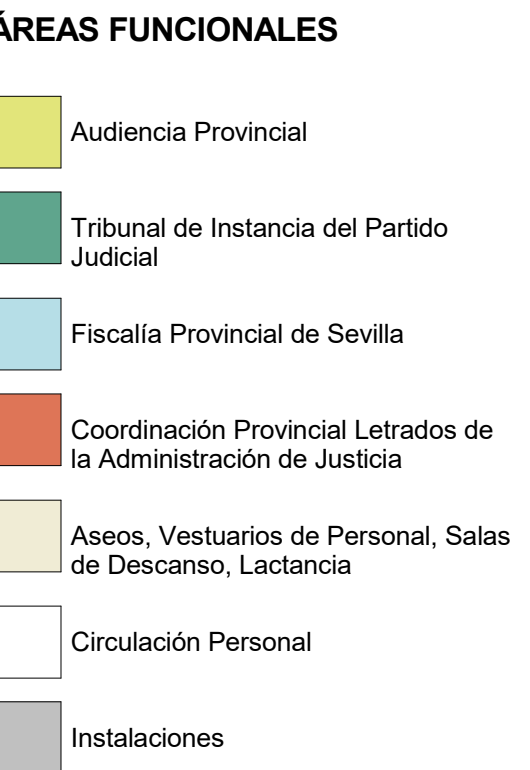 ÁREAS FUNCIONALES
Audiencia Provincial
Tribunal de Instancia del Partido
Judicial
Fiscalía Provincial de Sevilla
Coordinación Provincial Letrados de
la Administración de Justicia
Aseos, Vestuarios de Personal, Salas
de Descanso, Lactancia
Circulación Personal
Instalaciones